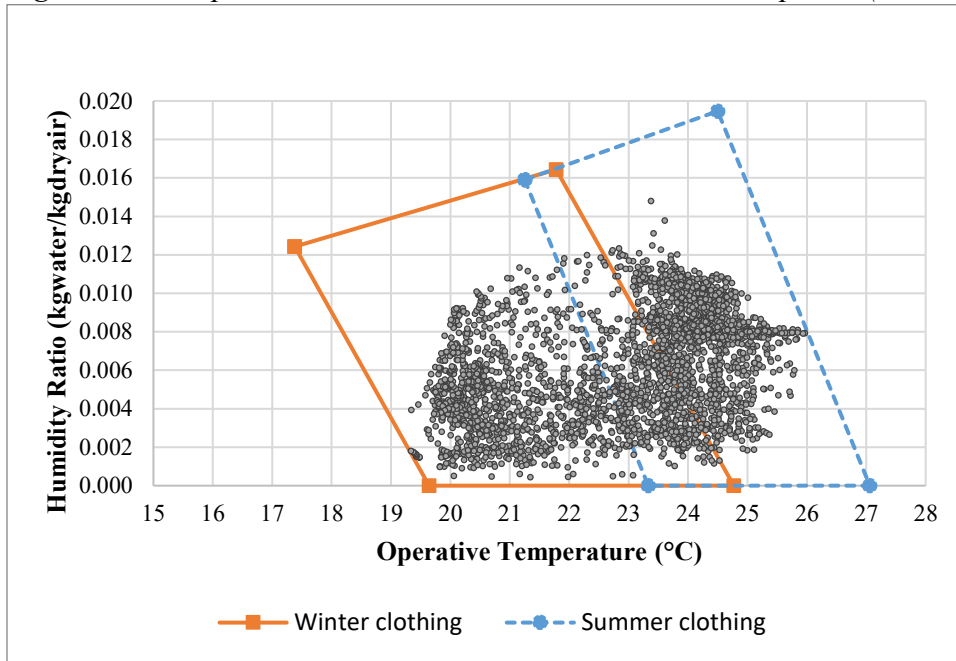 Humidity Ratio (kgwater/kgdryair)
0.020
0.018
0.016
0.014
0.012
0.010
0.008
0.006
0.004
0.002
0.000
15 16 17 18 19 20 21 22 23 24 25 26 27 28
Operative Temperature (°C)
Winter clothing Summer clothing